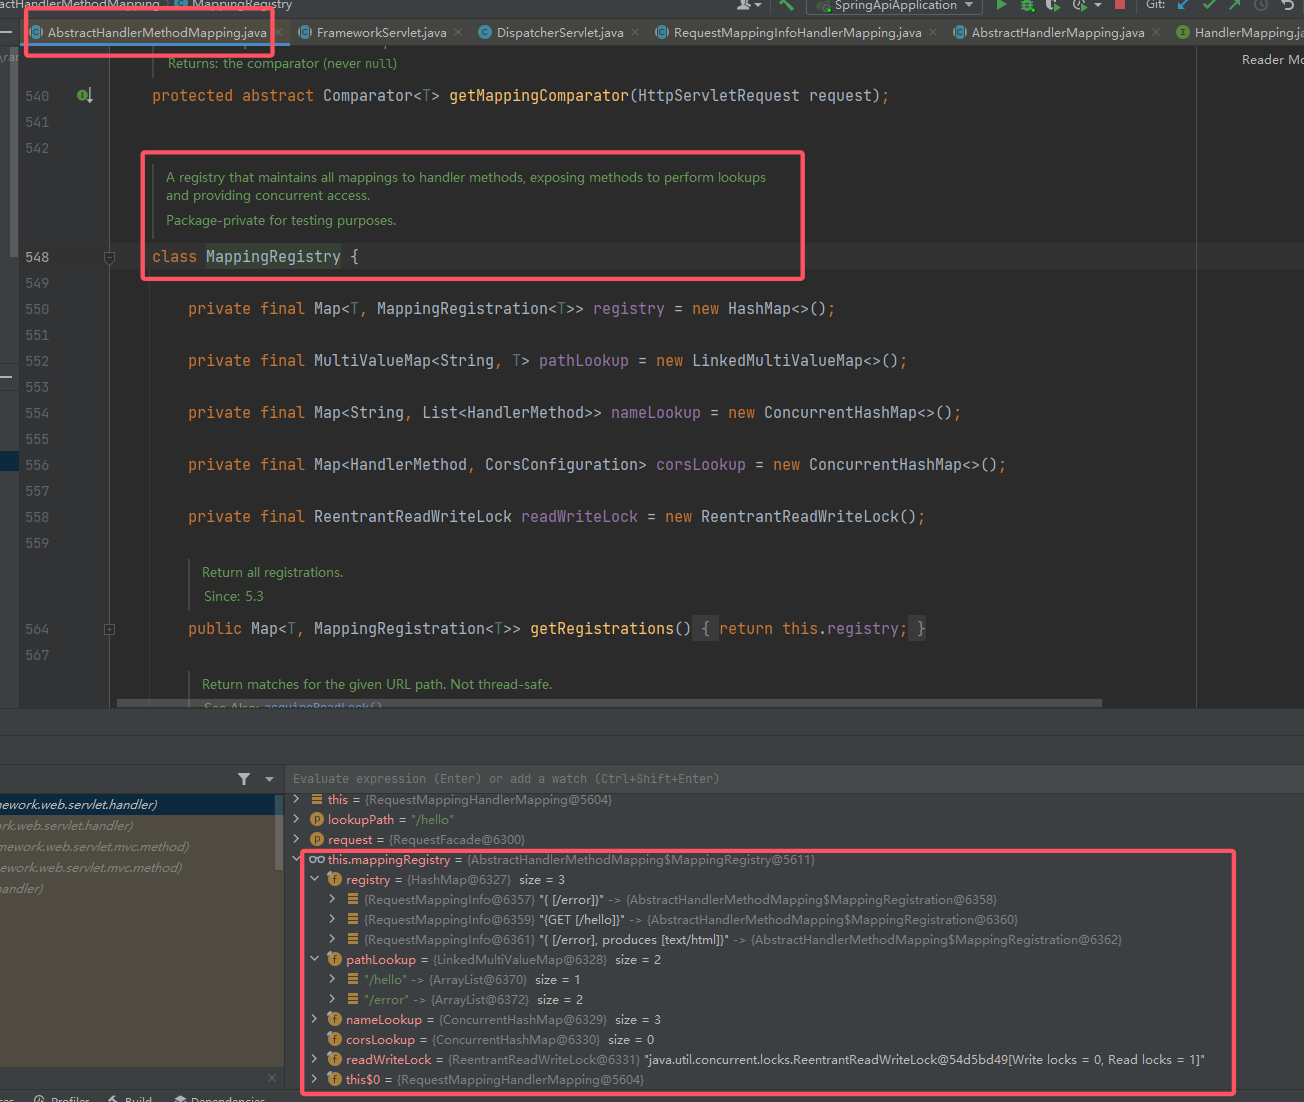 actHandlerMethodMapping MappingRegistry SpringApiApplication Git:
AbstractHandlerMethodMapping.java FrameworkServlet.java DispatcherServlet.java RequestMappingInfoHandlerMapping.java AbstractHandlerMapping.java HandlerMapping.ja
\rar
Returns: the comparator (never null)
Reader Mo
540 protected abstract Comparator<T> getMappingComparator(HttpServletRequest request);
541
542
A registry that maintains all mappings to handler methods, exposing methods to perform lookups
and providing concurrent access.
Package-private for testing purposes.
548 class MappingRegistry {
549
550 private final Map<T, MappingRegistration<T>> registry = new HashMap<>();
551
552 private final MultiValueMap<String, T> pathLookup = new LinkedMultiValueMap<>();
553
554 private final Map<String, List<HandlerMethod>> nameLookup = new ConcurrentHashMap<>();
555
556 private final Map<HandlerMethod, CorsConfiguration> corsLookup = new ConcurrentHashMap<>();
557
558 private final ReentrantReadWriteLock readWriteLock = new ReentrantReadWriteLock();
559
Return all registrations.
Since: 5.3
564 public Map<T, MappingRegistration<T>> getRegistrations() { return this.registry; }
567
Return matches for the given URL path. Not thread-safe.
See Also: acquireReadLock()
Evaluate expression (Enter) or add a watch (Ctrl+Shift+Enter)
nework.web.servlet.handler)
ork.web.servlet.handler)
mework.web.servlet.mvc.method)
ework.web.servlet.mvc.method)
handler)
this = {RequestMappingHandlerMapping@5604}
lookupPath = "/hello"
request = {RequestFacade@6300}
this.mappingRegistry = {AbstractHandlerMethodMapping$MappingRegistry@5611}
registry = {HashMap@6327} size = 3
{RequestMappingInfo@6357} "{ [/error]}" -> {AbstractHandlerMethodMapping$MappingRegistration@6358}
{RequestMappingInfo@6359} "{GET [/hello]}" -> {AbstractHandlerMethodMapping$MappingRegistration@6360}
{RequestMappingInfo@6361} "{ [/error], produces [text/html]}" -> {AbstractHandlerMethodMapping$MappingRegistration@6362}
pathLookup = {LinkedMultiValueMap@6328} size = 2
"/hello" -> {ArrayList@6370} size = 1
"/error" -> {ArrayList@6372} size = 2
nameLookup = {ConcurrentHashMap@6329} size = 3
corsLookup = {ConcurrentHashMap@6330} size = 0
readWriteLock = {ReentrantReadWriteLock@6331} "java.util.concurrent.locks.ReentrantReadWriteLock@54d5bd49[Write locks = 0, Read locks = 1]"
this$0 = {RequestMappingHandlerMapping@5604}
Profiler Build Dependencies